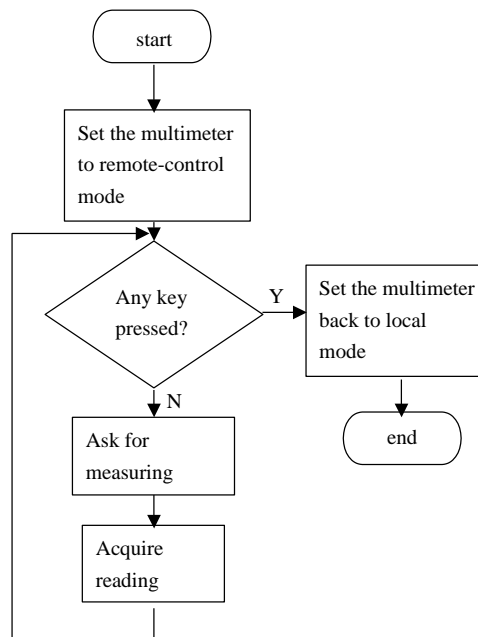 start
Set the multimeter
to remote-control
mode
Any key
pressed?
Y
Set the multimeter
back to local
mode
N
end
Ask for
measuring
Acquire
reading